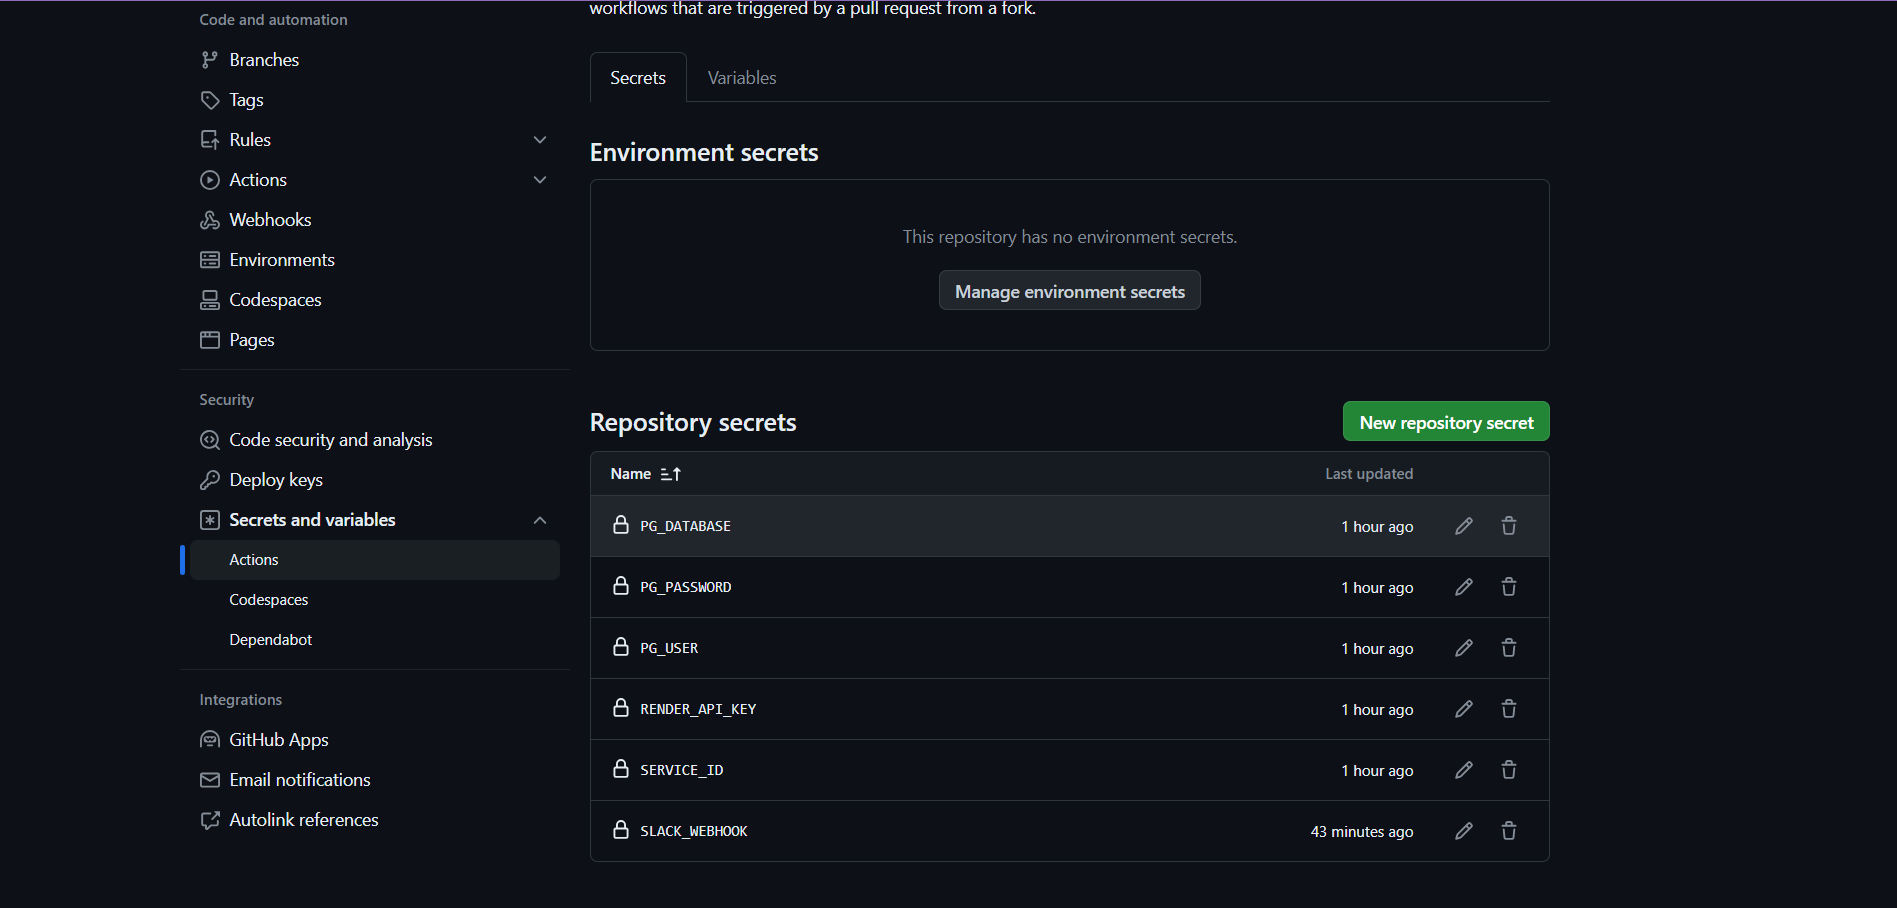 Code and automation
Branches
Tags
Rules
Actions
Webhooks
Environments
Codespaces
Pages
Security
Code security and analysis
Deploy keys
Secrets and variables
Actions
Codespaces
Dependabot
Integrations
GitHub Apps
Email notifications
Autolink references
workflows that are triggered by a pull request from a fork.
Secrets Variables
Environment secrets
This repository has no environment secrets.
Manage environment secrets
Repository secrets New repository secret
Name Last updated
PG_DATABASE 1 hour ago
PG_PASSWORD 1 hour ago
PG_USER 1 hour ago
RENDER_API_KEY 1 hour ago
SERVICE_ID 1 hour ago
SLACK_WEBHOOK 43 minutes ago